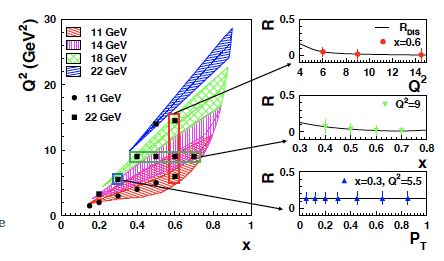 30
20
10
0
Q² (GeV²)
11 GeV
14 GeV
18 GeV
22 GeV
11 GeV
22 GeV
0 0.2 0.4 0.6 0.8 1
x
e
R
0.5
0
R_DIS
x=0.6
4 6 8 10 12 14
Q²
R
0.5
0
Q²=9
0.3 0.4 0.5 0.6 0.7 0.8
x
R
0.5
0
x=0.3, Q²=5.5
0 0.2 0.4 0.6 0.8 1
P_T